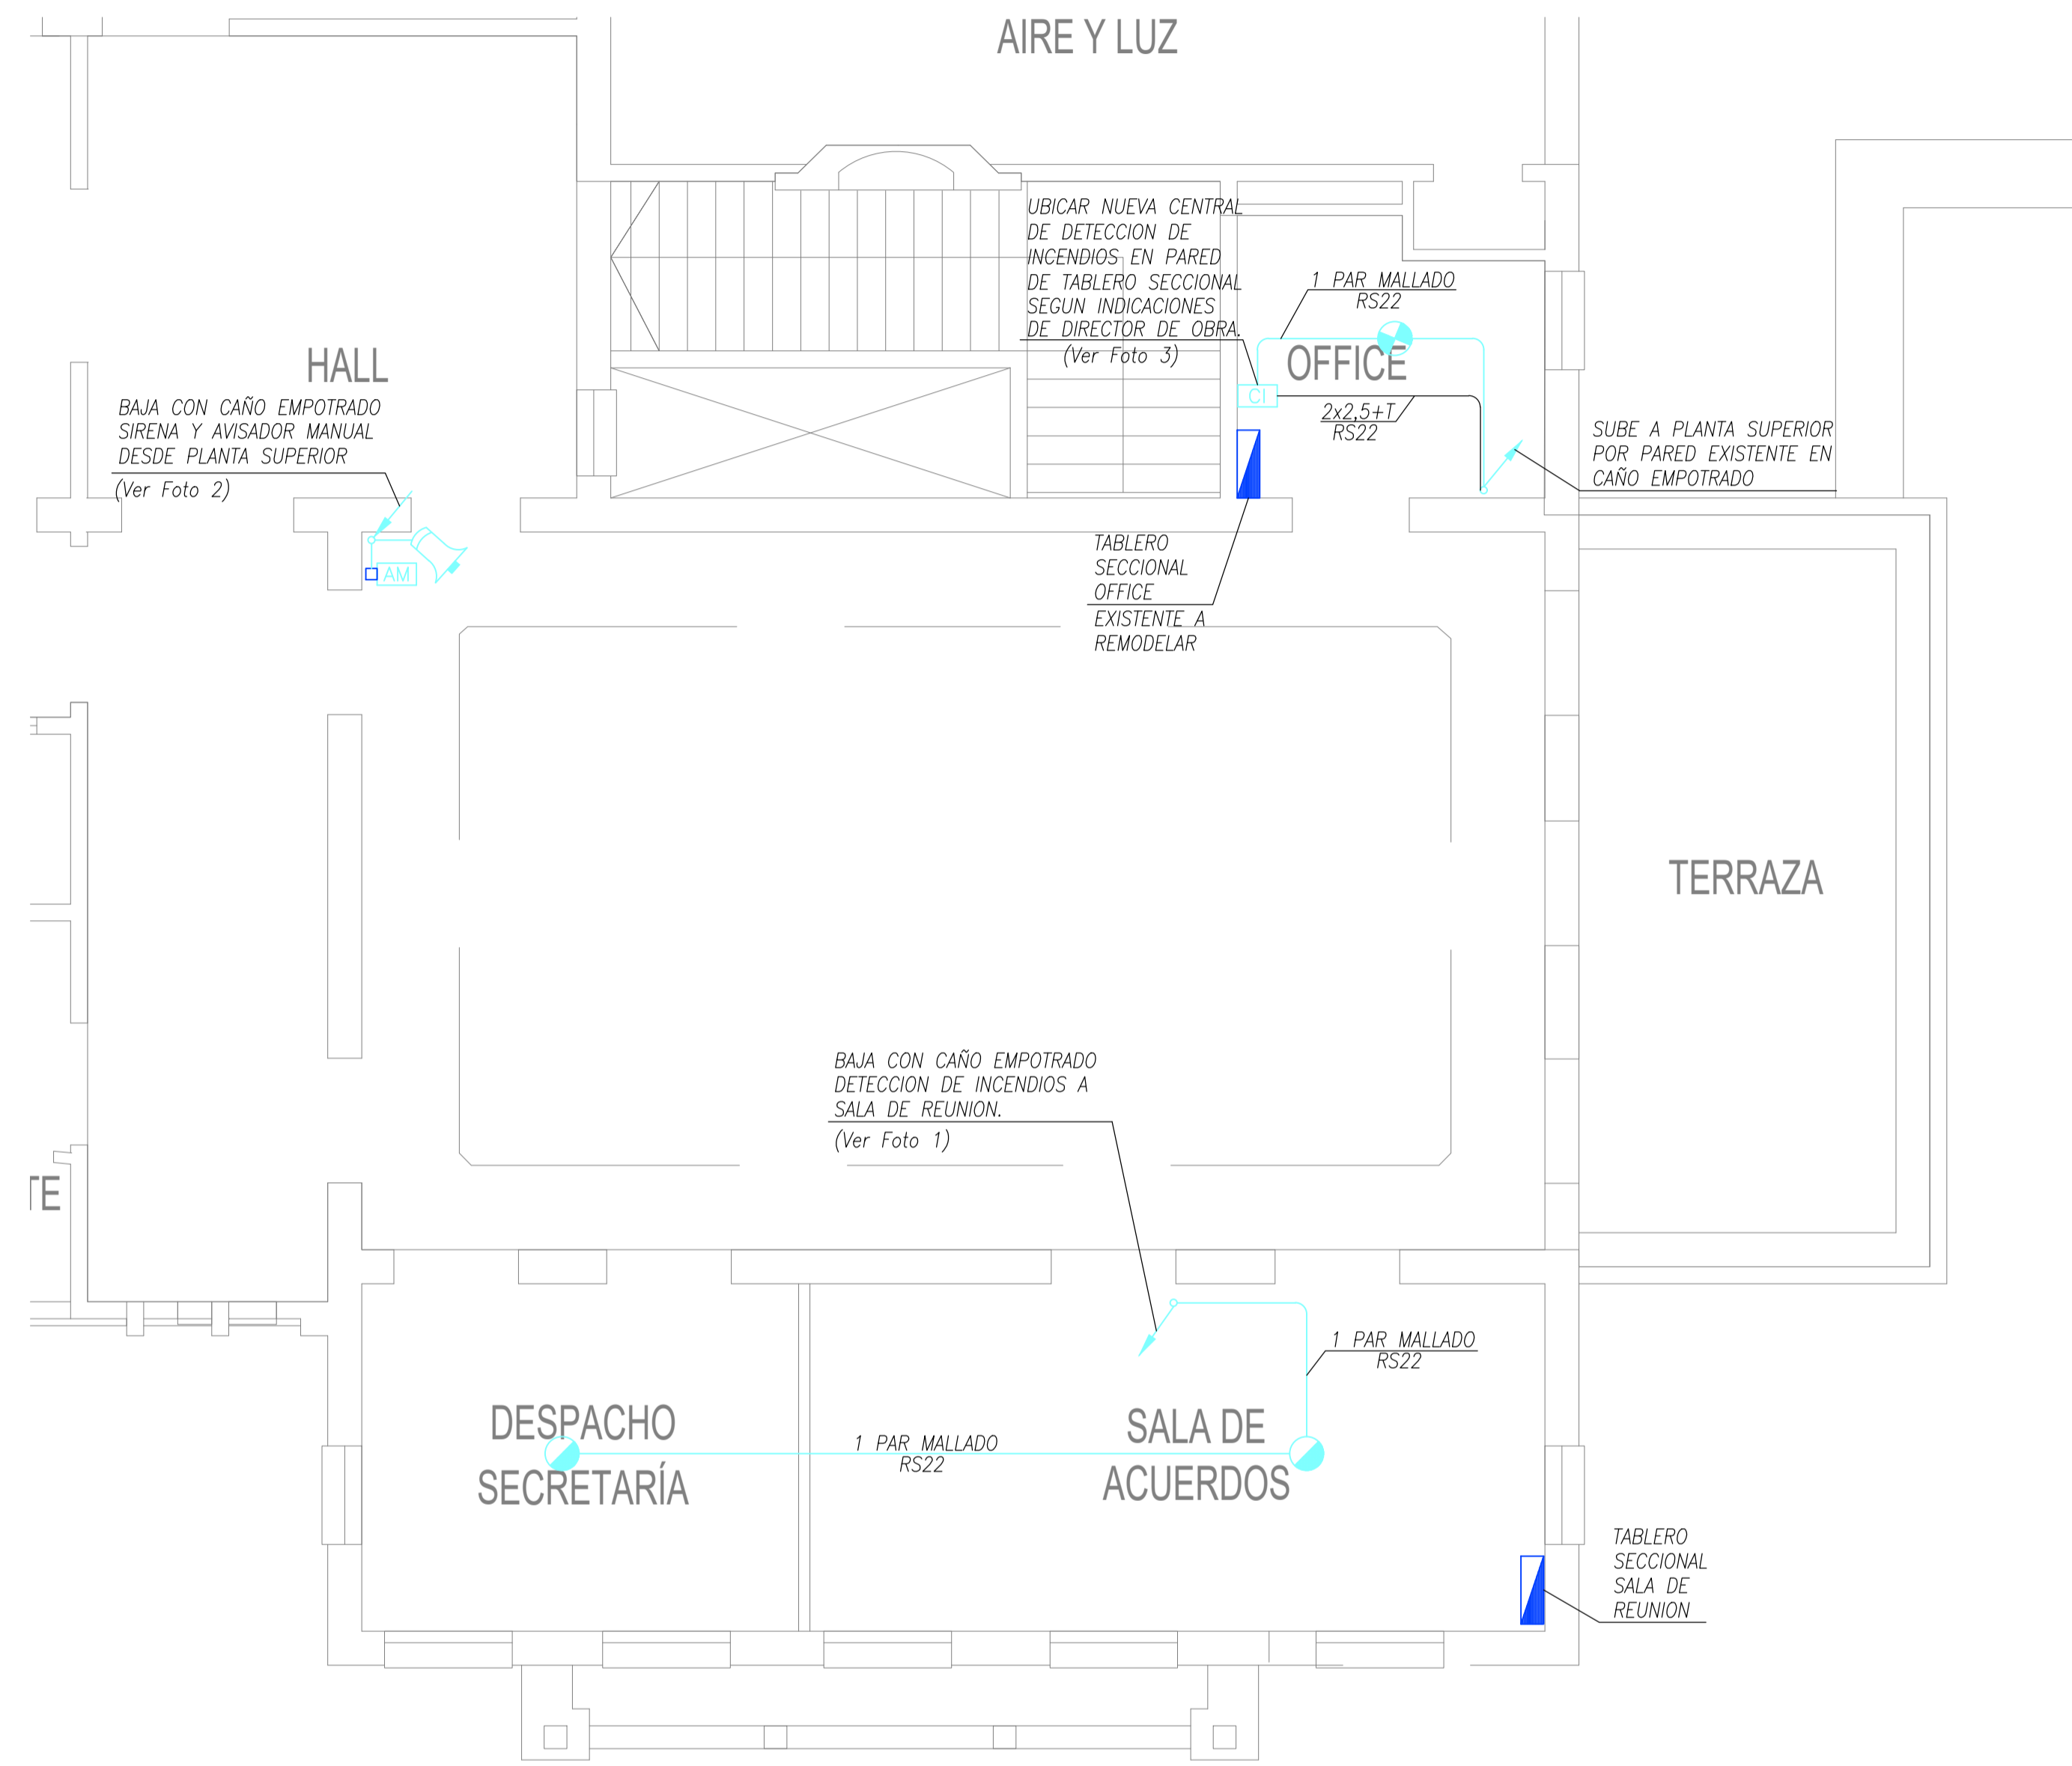 AIRE Y LUZ
UBICAR NUEVA CENTRAL
DE DETECCION DE
INCENDIOS EN PARED
DE TABLERO SECCIONAL
SEGUN INDICACIONES
DE DIRECTOR DE OBRA.
(Ver Foto 3)
1 PAR MALLADO
RS22
OFFICE
CI
2x2,5+T
RS22
HALL
BAJA CON CAÑO EMPOTRADO
SIRENA Y AVISADOR MANUAL
DESDE PLANTA SUPERIOR
(Ver Foto 2)
AM
SUBE A PLANTA SUPERIOR
POR PARED EXISTENTE EN
CAÑO EMPOTRADO
TABLERO
SECCIONAL
OFFICE
EXISTENTE A
REMODELAR
TERRAZA
BAJA CON CAÑO EMPOTRADO
DETECCION DE INCENDIOS A
SALA DE REUNION.
(Ver Foto 1)
TE
1 PAR MALLADO
RS22
DESPACHO
SECRETARÍA
1 PAR MALLADO
RS22
SALA DE
ACUERDOS
TABLERO
SECCIONAL
SALA DE
REUNION